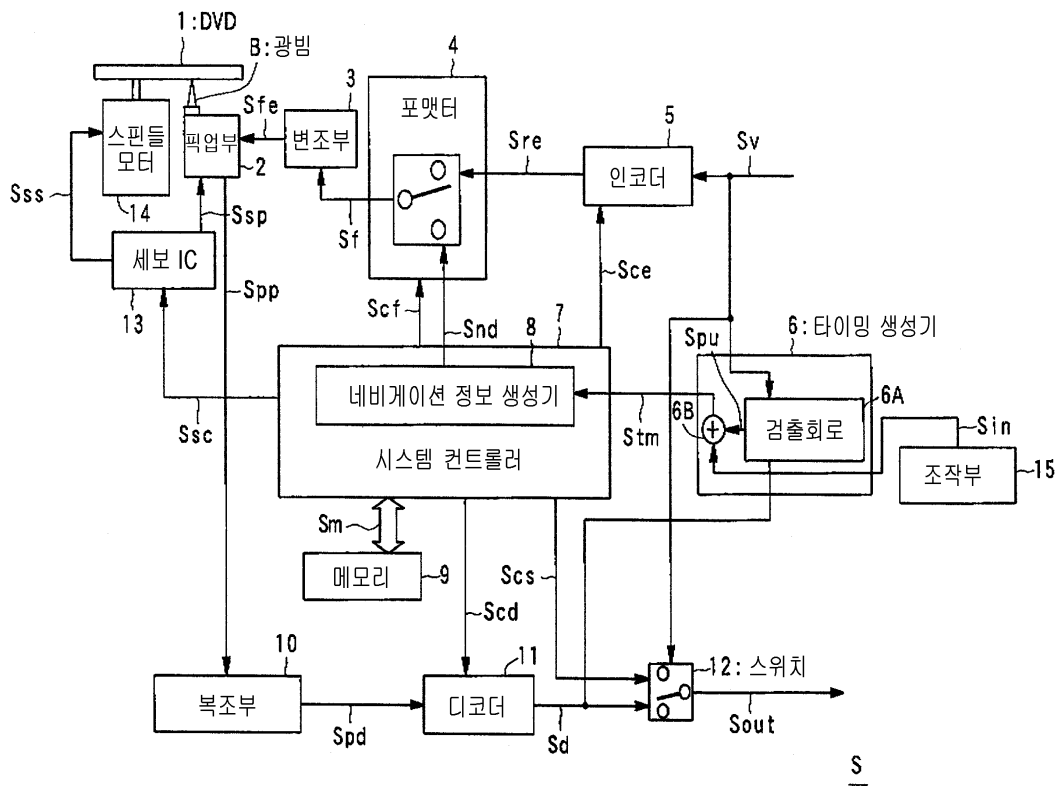 1:DVD
B:광빔
4
포맷터
3
변조부
5
인코더
Sv
스핀들
모터
픽업부
2
Sfe
Sre
Sf
Sss
14
Ssp
세보 IC
13
Spp
Scf
Snd
Sce
7
8
네비게이션 정보 생성기
시스템 컨트롤러
Ssc
Stm
Spu
6:타이밍 생성기
6A
6B
검출회로
Sin
조작부
15
Sm
메모리
9
Scd
Scs
10
복조부
Spd
11
디코더
Sd
12:스위치
Sout
S